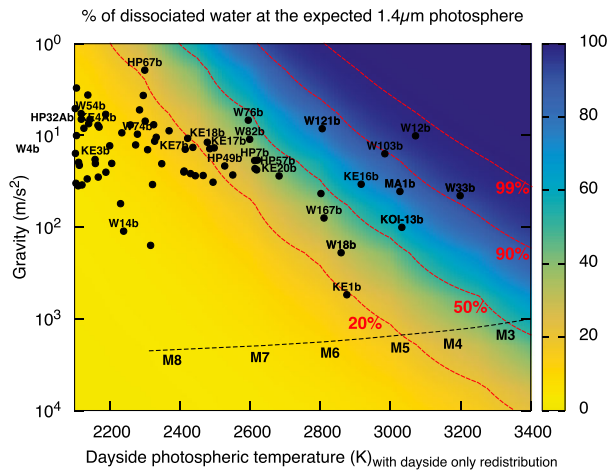 % of dissociated water at the expected 1.4μm photosphere
10⁰
10¹
10²
10³
10⁴
Gravity (m/s²)
HP67b
W54b
HP32Ab
W74b
W4b
KE3b
KE7b
KE18b
KE17b
HP49b
W14b
W76b
W82b
HP7b
HP57b
KE20b
W121b
W12b
W103b
KE16b
MA1b
W33b
W167b
KOI-13b
W18b
KE1b
99%
90%
50%
20%
M8
M7
M6
M5
M4
M3
2200
2400
2600
2800
3000
3200
3400
Dayside photospheric temperature (K)with dayside only redistribution
100
80
60
40
20
0